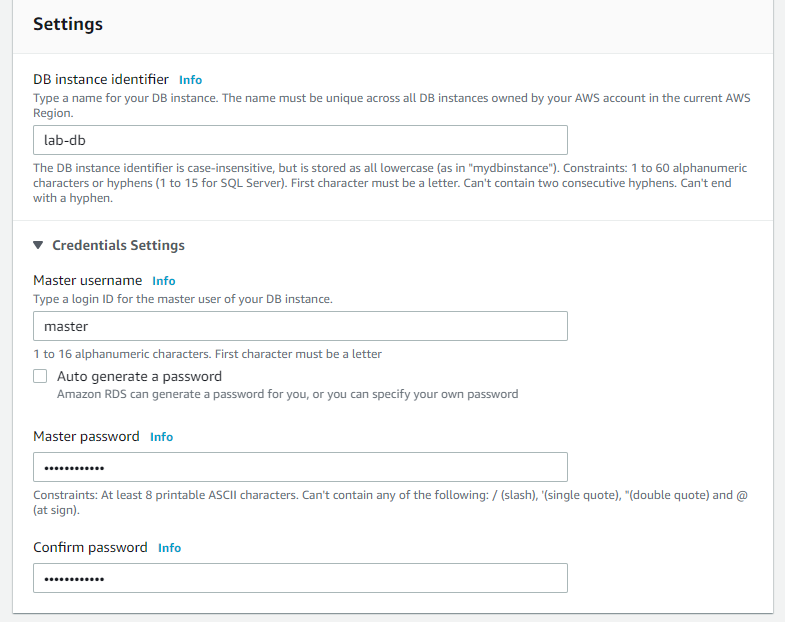 Settings
DB instance identifier Info
Type a name for your DB instance. The name must be unique across all DB instances owned by your AWS account in the current AWS
Region.
lab-db
The DB instance identifier is case-insensitive, but is stored as all lowercase (as in "mydbinstance"). Constraints: 1 to 60 alphanumeric
characters or hyphens (1 to 15 for SQL Server). First character must be a letter. Can't contain two consecutive hyphens. Can't end
with a hyphen.
Credentials Settings
Master username Info
Type a login ID for the master user of your DB instance.
master
1 to 16 alphanumeric characters. First character must be a letter
Auto generate a password
Amazon RDS can generate a password for you, or you can specify your own password
Master password Info
••••••••••••
Constraints: At least 8 printable ASCII characters. Can't contain any of the following: / (slash), '(single quote), "(double quote) and @
(at sign).
Confirm password Info
••••••••••••